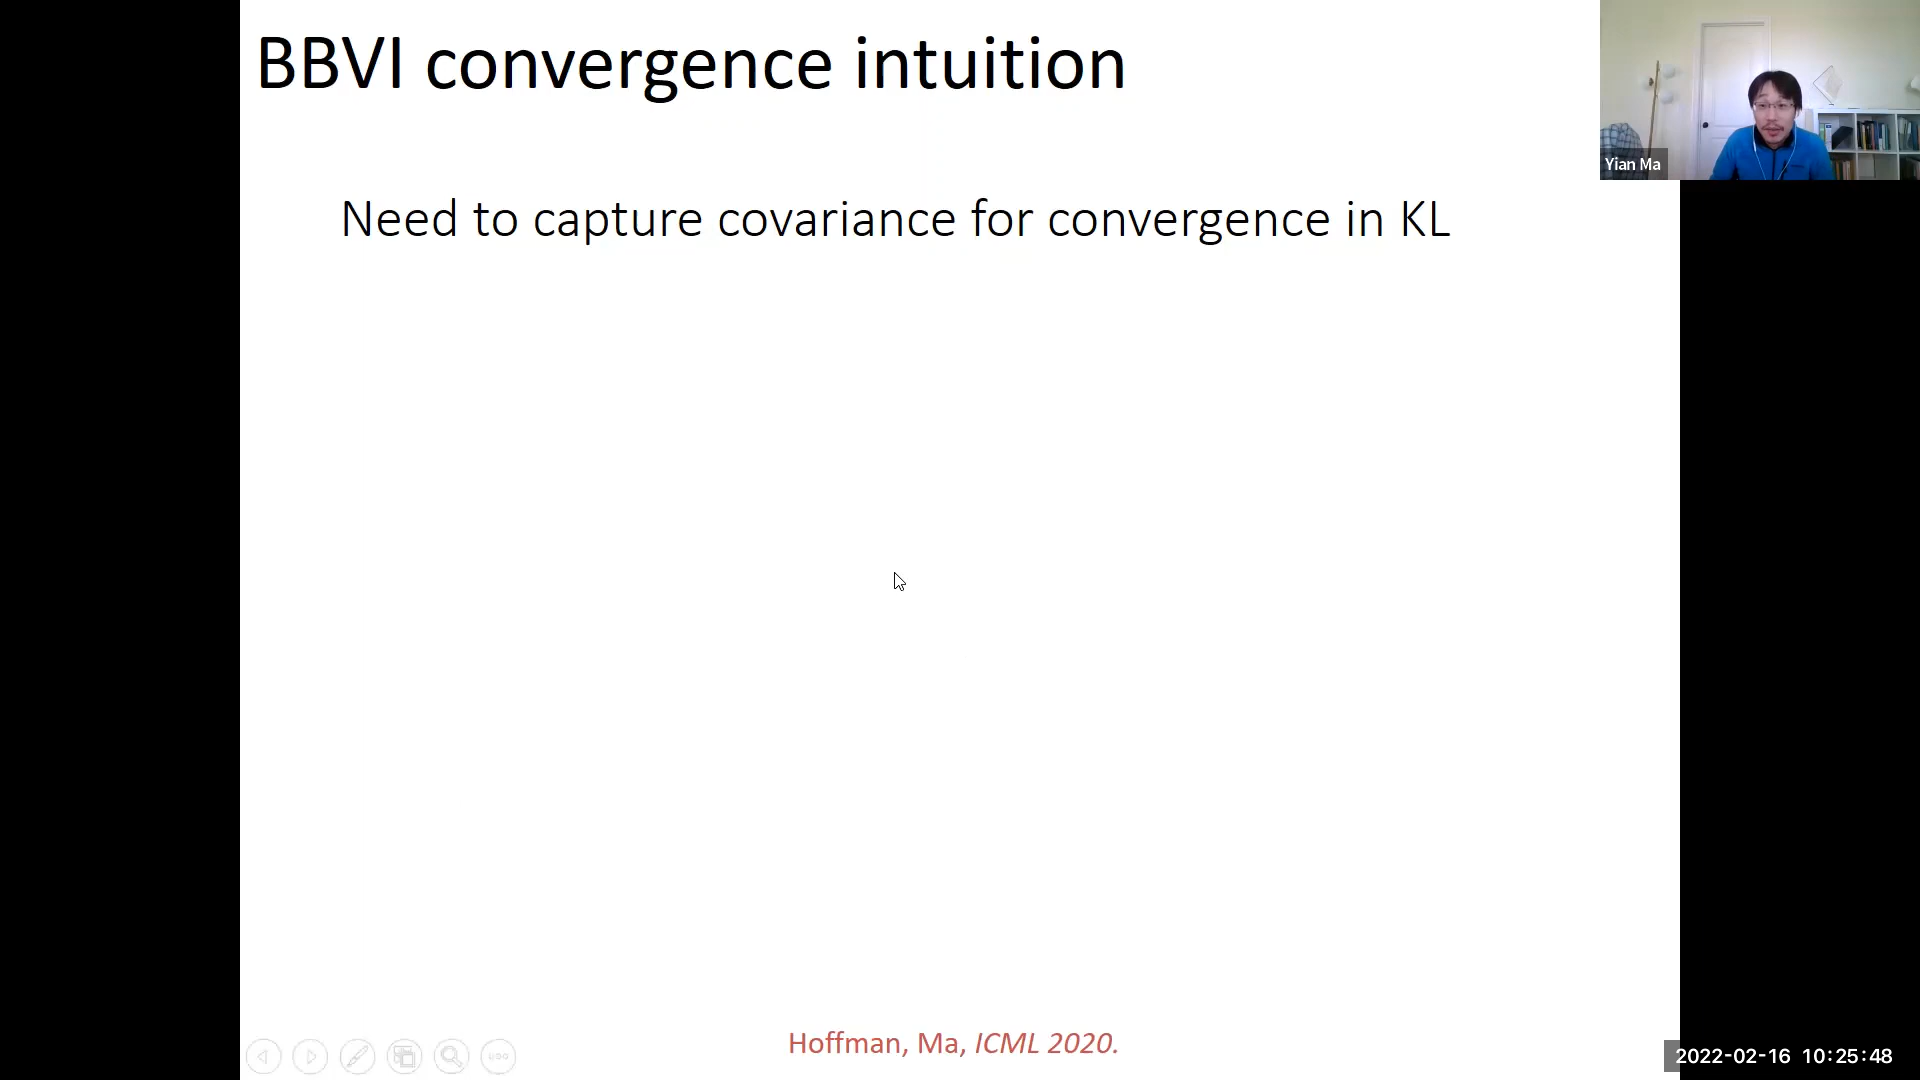 BBVI convergence intuition
Yian Ma
Need to capture covariance for convergence in KL
Hoffman, Ma, ICML 2020.
2022-02-16 10:25:48